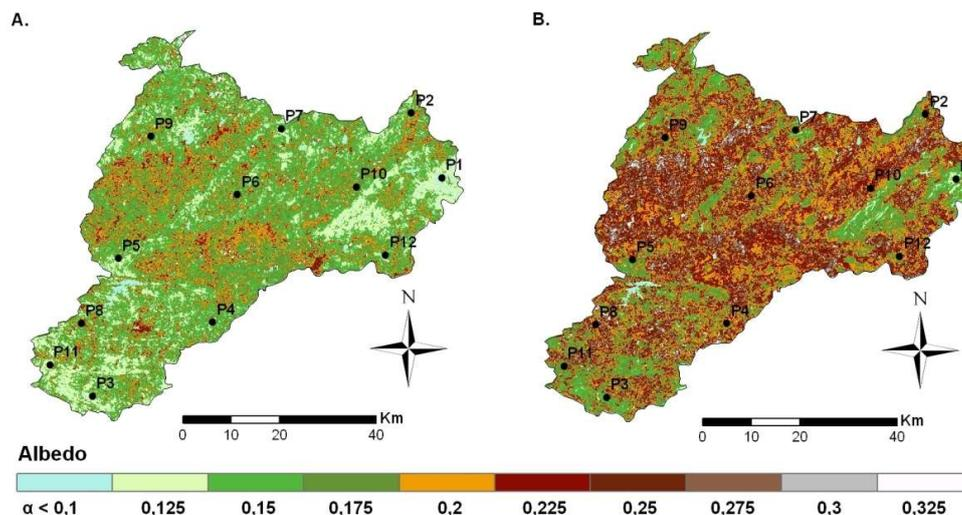 A.
B.
P2
P7
P9
P1
P10
P6
P12
P5
P8
P4
P11
P3
N
Km
0 10 20 40
P2
P7
P9
P10
P6
P12
P5
P8
P4
P11
P3
N
Km
0 10 20 40
Albedo
α < 0,1 0,125 0,15 0,175 0,2 0,225 0,25 0,275 0,3 0,325